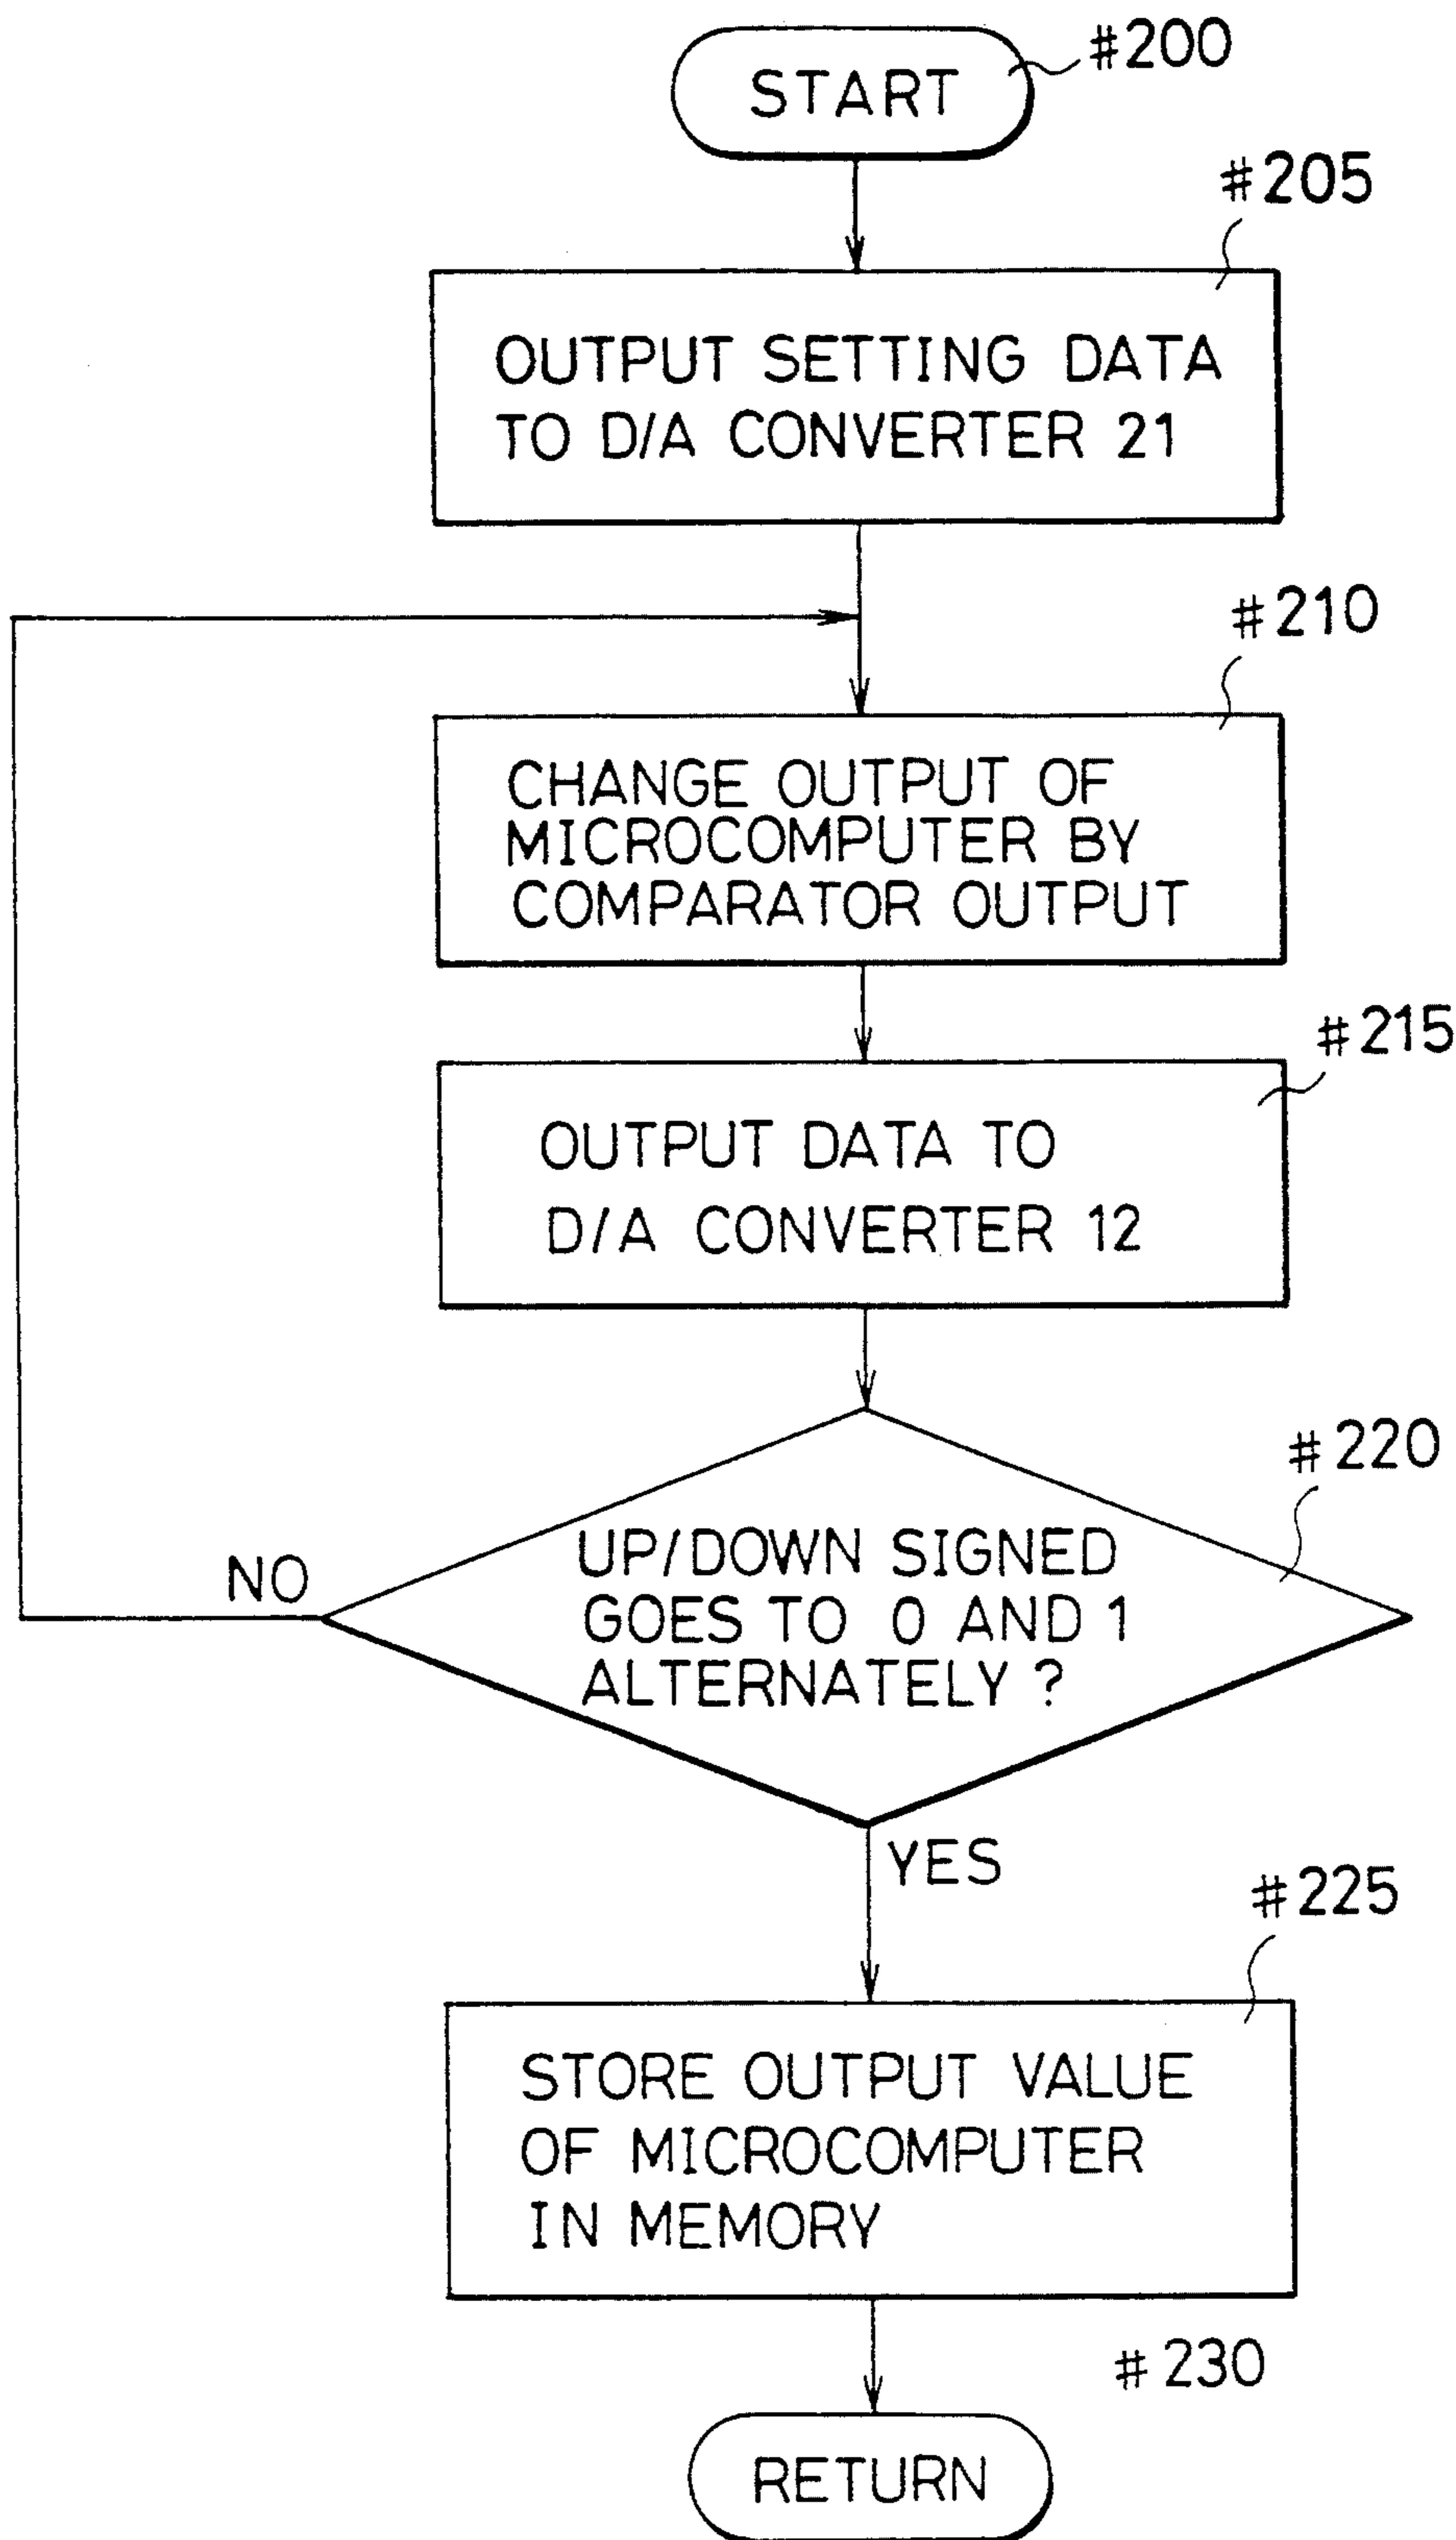 START
#200
#205
OUTPUT SETTING DATA
TO D/A CONVERTER 21
#210
CHANGE OUTPUT OF
MICROCOMPUTER BY
COMPARATOR OUTPUT
#215
OUTPUT DATA TO
D/A CONVERTER 12
#220
UP/DOWN SIGNED
GOES TO 0 AND 1
ALTERNATELY ?
NO
YES
#225
STORE OUTPUT VALUE
OF MICROCOMPUTER
IN MEMORY
#230
RETURN